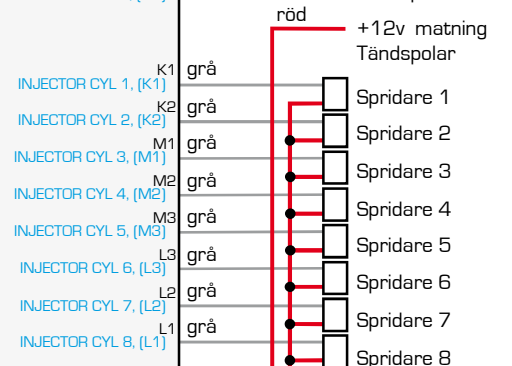 röd
+12v matning
Tändspolar
K1 grå
INJECTOR CYL 1, (K1)
Spridare 1
K2 grå
INJECTOR CYL 2, (K2)
Spridare 2
M1 grå
INJECTOR CYL 3, (M1)
Spridare 3
M2 grå
INJECTOR CYL 4, (M2)
Spridare 4
M3 grå
INJECTOR CYL 5, (M3)
Spridare 5
L3 grå
INJECTOR CYL 6, (L3)
Spridare 6
L2 grå
INJECTOR CYL 7, (L2)
Spridare 7
L1 grå
INJECTOR CYL 8, (L1)
Spridare 8